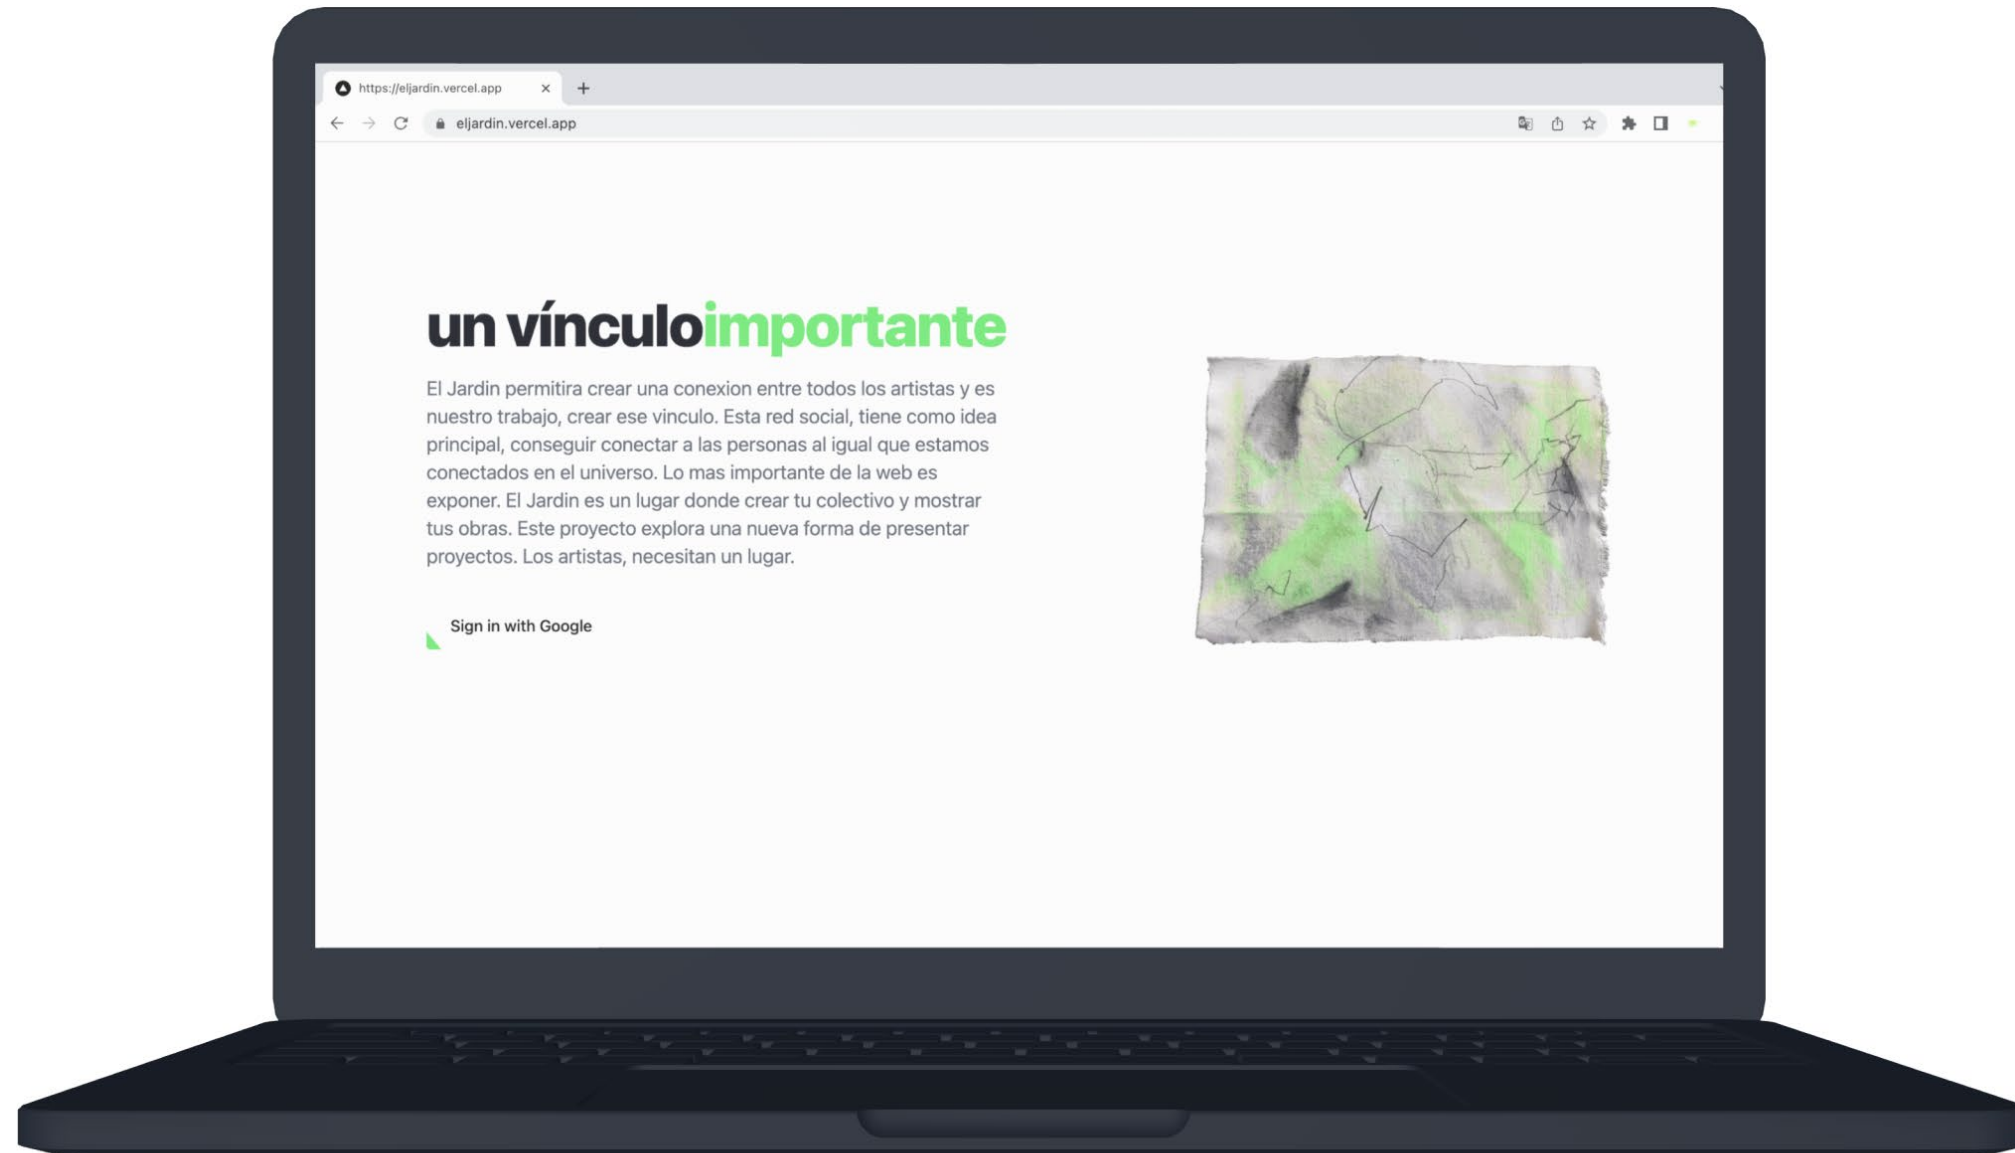 https://eljardin.vercel.app
eljardin.vercel.app
un vínculoimportante
El Jardin permitira crear una conexion entre todos los artistas y es
nuestro trabajo, crear ese vinculo. Esta red social, tiene como idea
principal, conseguir conectar a las personas al igual que estamos
conectados en el universo. Lo mas importante de la web es
exponer. El Jardin es un lugar donde crear tu colectivo y mostrar
tus obras. Este proyecto explora una nueva forma de presentar
proyectos. Los artistas, necesitan un lugar.
Sign in with Google